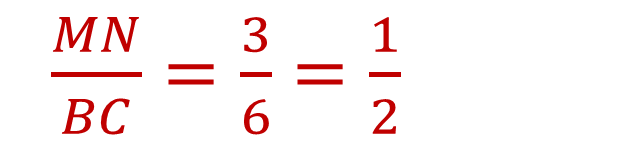 MN/BC = 3/6 = 1/2